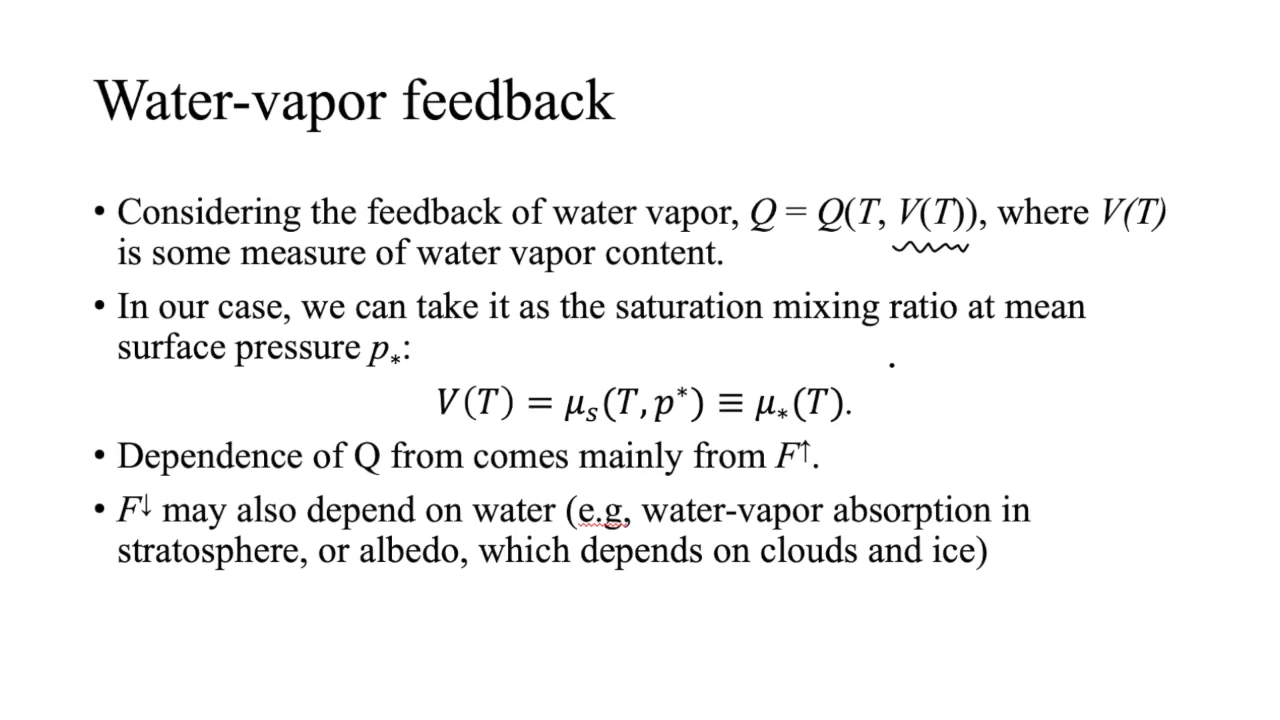 Water-vapor feedback
• Considering the feedback of water vapor, Q = Q(T, V(T)), where V(T)
is some measure of water vapor content.
• In our case, we can take it as the saturation mixing ratio at mean
surface pressure p∗:
V(T) = μₛ(T, p*) ≡ μ∗(T).
• Dependence of Q from comes mainly from F↑.
• F↓ may also depend on water (e.g, water-vapor absorption in
stratosphere, or albedo, which depends on clouds and ice)